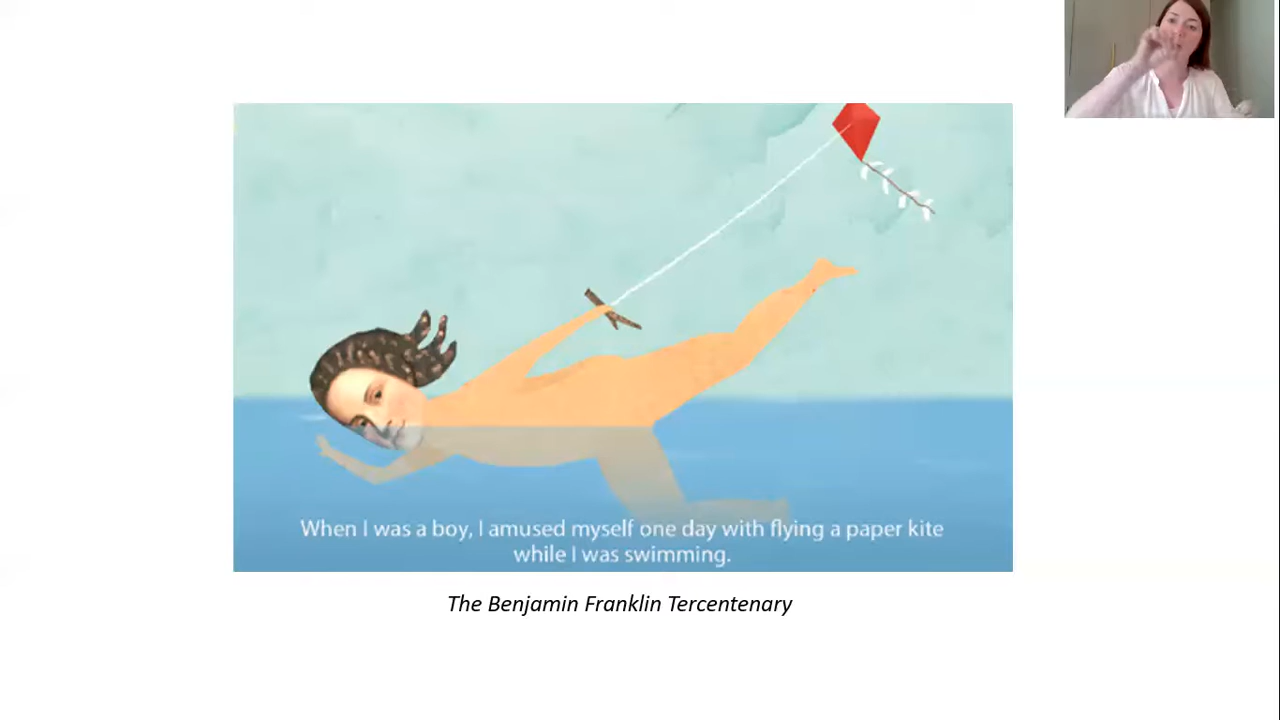 When I was a boy, I amused myself one day with flying a paper kite
while I was swimming.
The Benjamin Franklin Tercentenary